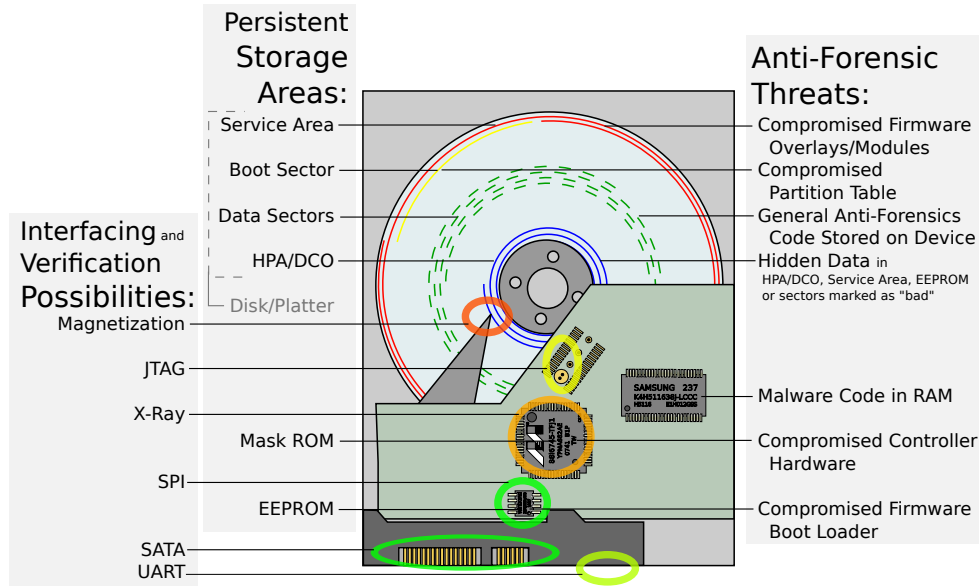 Persistent
Storage
Areas:
Service Area
Boot Sector
Data Sectors
HPA/DCO
Disk/Platter
Interfacing and
Verification
Possibilities:
Magnetization
JTAG
X-Ray
Mask ROM
SPI
EEPROM
SATA
UART
Anti-Forensic
Threats:
Compromised Firmware
Overlays/Modules
Compromised
Partition Table
General Anti-Forensics
Code Stored on Device
Hidden Data in
HPA/DCO, Service Area, EEPROM
or sectors marked as "bad"
Malware Code in RAM
Compromised Controller
Hardware
Compromised Firmware
Boot Loader
SAMSUNG 237
K4H511638J-LCCC